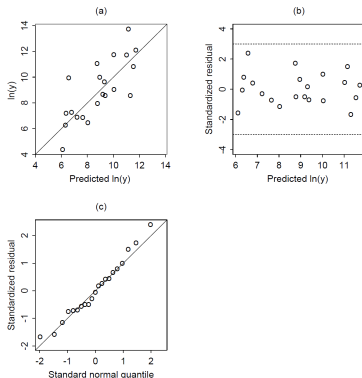 (a)
ln(y)
14
12
10
8
6
4
4 6 8 10 12 14
Predicted ln(y)
(b)
Standardized residual
4
2
0
-2
-4
6 7 8 9 10 11
Predicted ln(y)
(c)
Standardized residual
2
1
0
-1
-2
-2 -1 0 1 2
Standard normal quantile